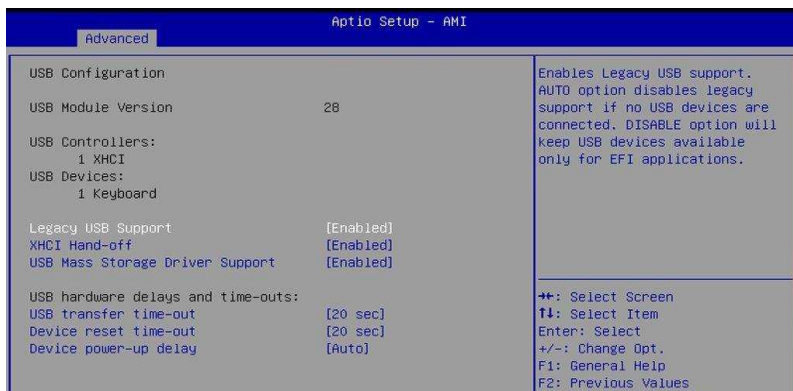 Aptio Setup - AMI
Advanced
USB Configuration
USB Module Version 28
USB Controllers:
1 XHCI
USB Devices:
1 Keyboard
Legacy USB Support [Enabled]
XHCI Hand-off [Enabled]
USB Mass Storage Driver Support [Enabled]
USB hardware delays and time-outs:
USB transfer time-out [20 sec]
Device reset time-out [20 sec]
Device power-up delay [Auto]
Enables Legacy USB support.
AUTO option disables legacy
support if no USB devices are
connected. DISABLE option will
keep USB devices available
only for EFI applications.
→←: Select Screen
↑↓: Select Item
Enter: Select
+/-: Change Opt.
F1: General Help
F2: Previous Values